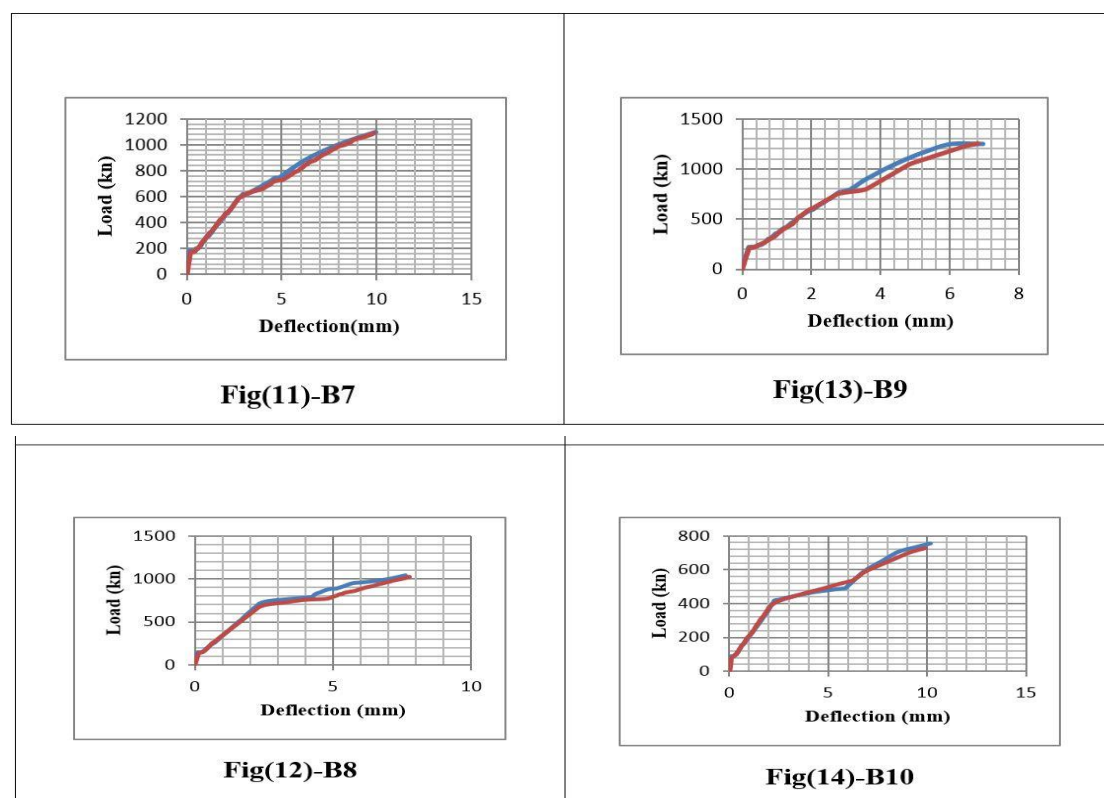 1200
1000
800
600
400
200
0
Load (kn)
0 5 10 15
Deflection(mm)
Fig(11)-B7
1500
1000
500
0
Load (kn)
0 2 4 6 8
Deflection (mm)
Fig(13)-B9
1500
1000
500
0
Load (kn)
0 5 10
Deflection (mm)
Fig(12)-B8
800
600
400
200
0
Load (kn)
0 5 10 15
Deflection (mm)
Fig(14)-B10